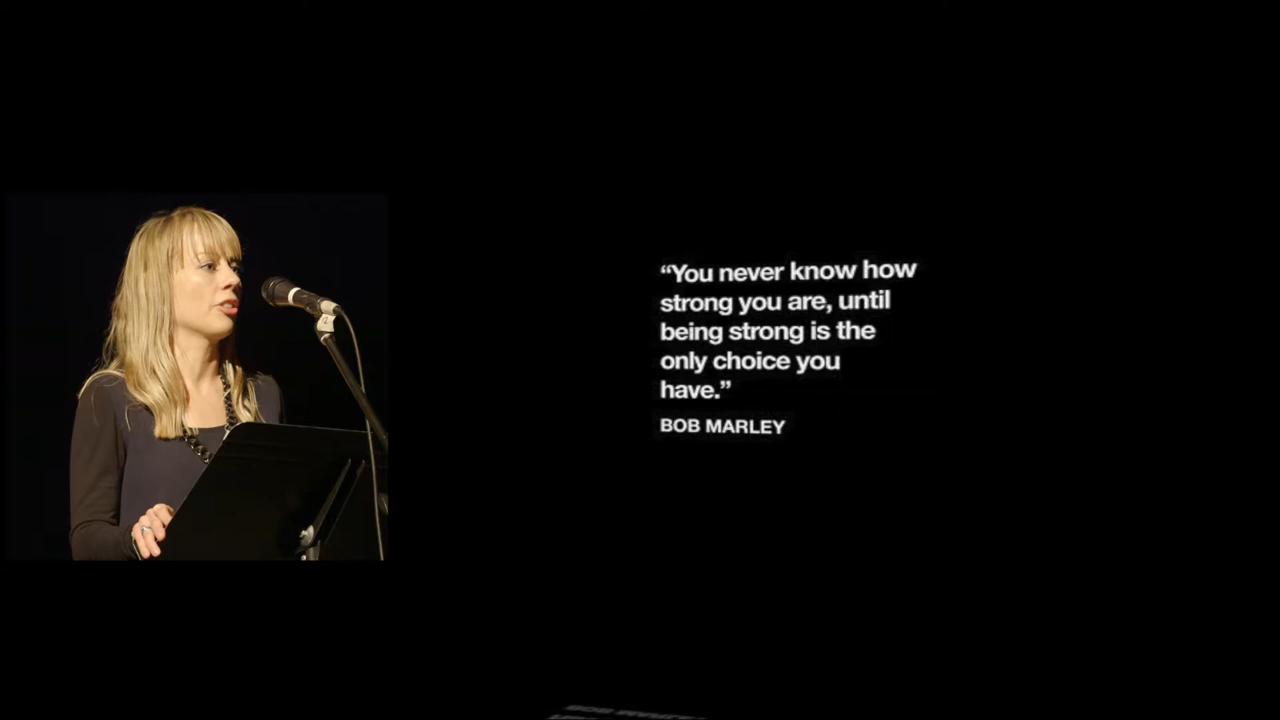 “You never know how
strong you are, until
being strong is the
only choice you
have.”
BOB MARLEY